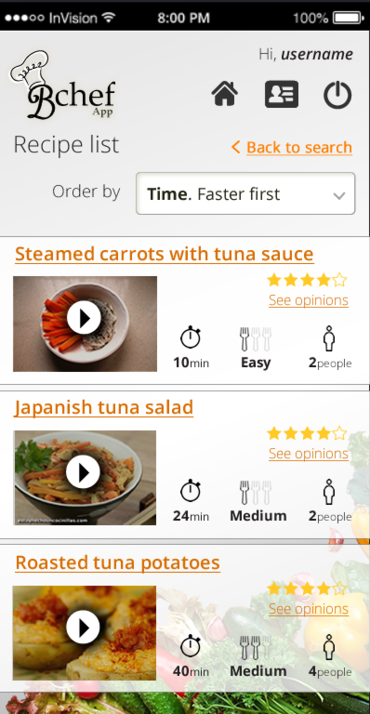 InVision 8:00 PM 100%
Hi, username
Bchef
App
Recipe list
Back to search
Order by
Time. Faster first
Steamed carrots with tuna sauce
See opinions
10min Easy 2people
Japanish tuna salad
See opinions
24min Medium 2people
Roasted tuna potatoes
See opinions
40min Medium 4people